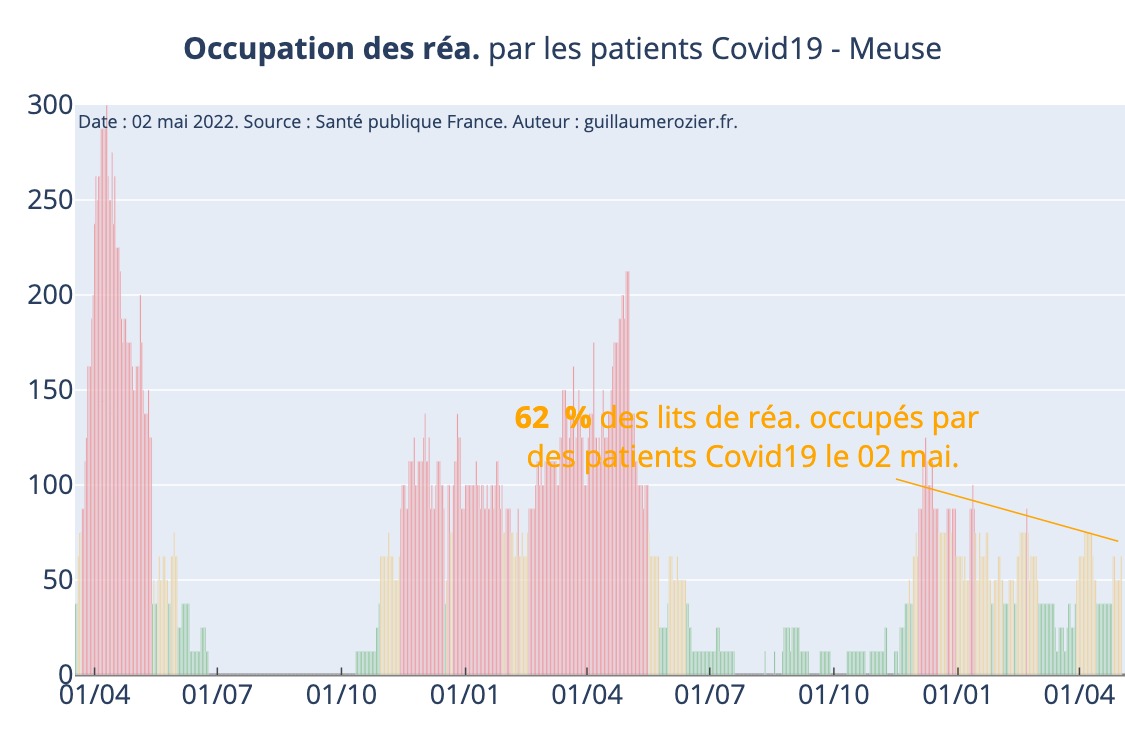 Occupation des réa. par les patients Covid19 - Meuse
300
Date : 02 mai 2022. Source : Santé publique France. Auteur : guillaumerozier.fr.
250
200
150
62 % des lits de réa. occupés par
des patients Covid19 le 02 mai.
100
50
0
01/04 01/07 01/10 01/01 01/04 01/07 01/10 01/01 01/04